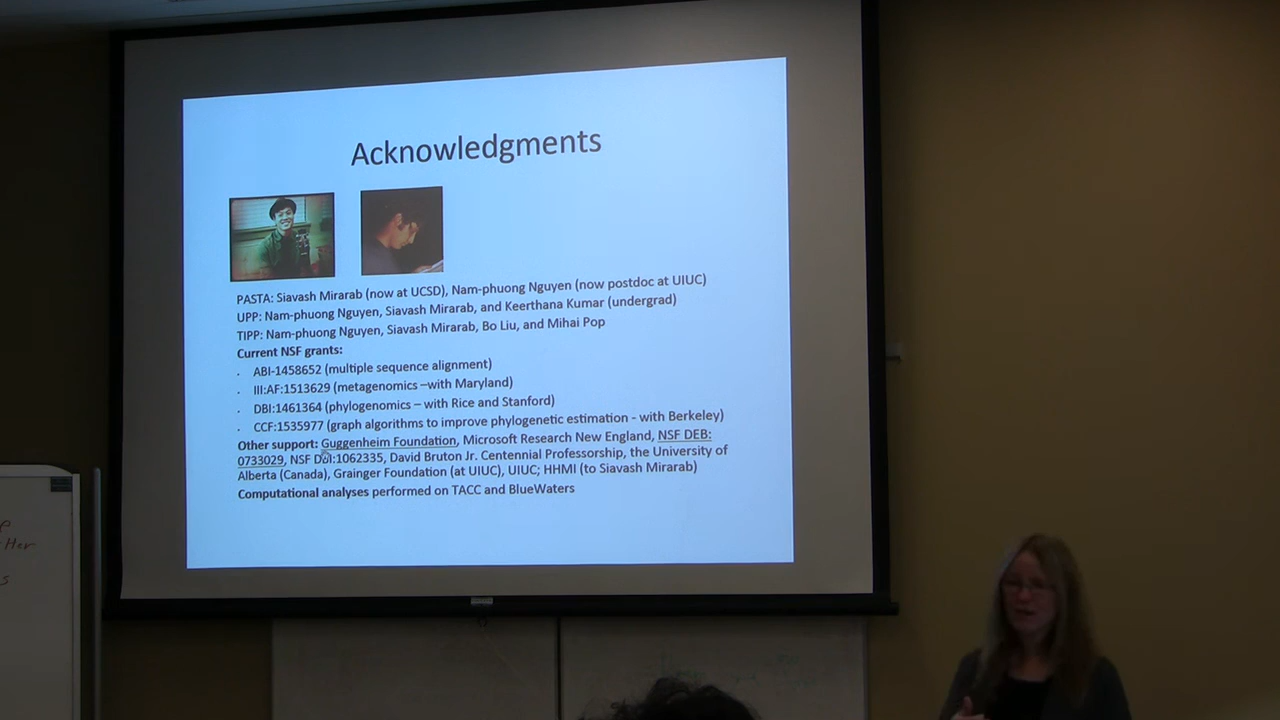 Acknowledgments
PASTA: Siavash Mirarab (now at UCSD), Nam-phuong Nguyen (now postdoc at UIUC)
UPP: Nam-phuong Nguyen, Siavash Mirarab, and Keerthana Kumar (undergrad)
TIPP: Nam-phuong Nguyen, Siavash Mirarab, Bo Liu, and Mihai Pop
Current NSF grants:
· ABI-1458652 (multiple sequence alignment)
· III:AF:1513629 (metagenomics –with Maryland)
· DBI:1461364 (phylogenomics – with Rice and Stanford)
· CCF:1535977 (graph algorithms to improve phylogenetic estimation - with Berkeley)
Other support: Guggenheim Foundation, Microsoft Research New England, NSF DEB:
0733029, NSF DBI:1062335, David Bruton Jr. Centennial Professorship, the University of
Alberta (Canada), Grainger Foundation (at UIUC), UIUC; HHMI (to Siavash Mirarab)
Computational analyses performed on TACC and BlueWaters